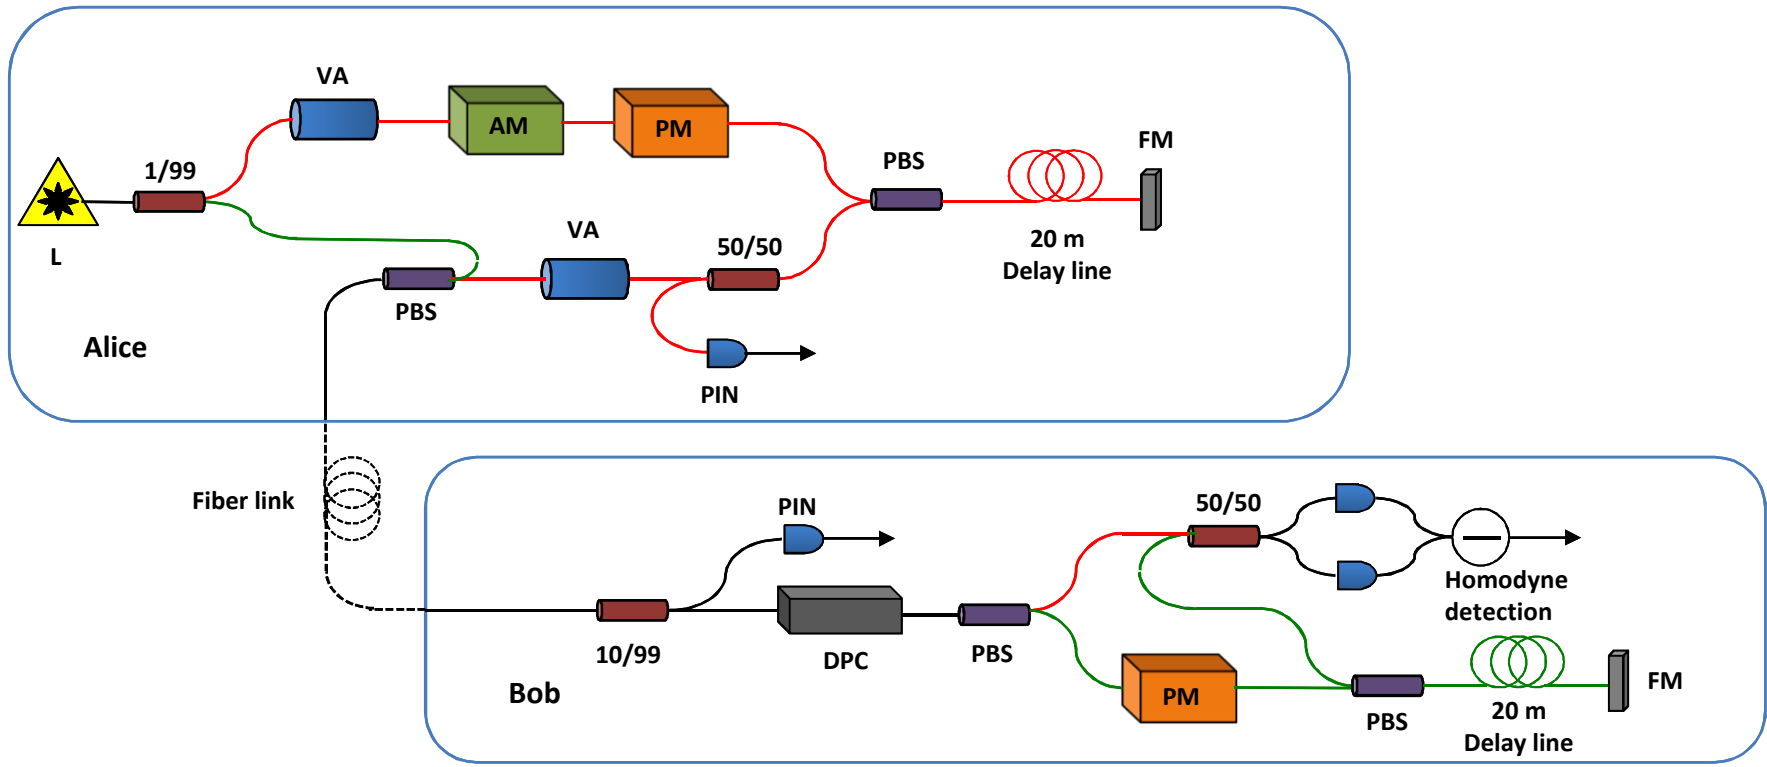 VA
AM
PM
PBS
FM
1/99
L
20 m
Delay line
VA
50/50
PBS
PIN
Alice
Fiber link
PIN
50/50
Homodyne
detection
10/99
DPC
PBS
PM
PBS
20 m
Delay line
FM
Bob